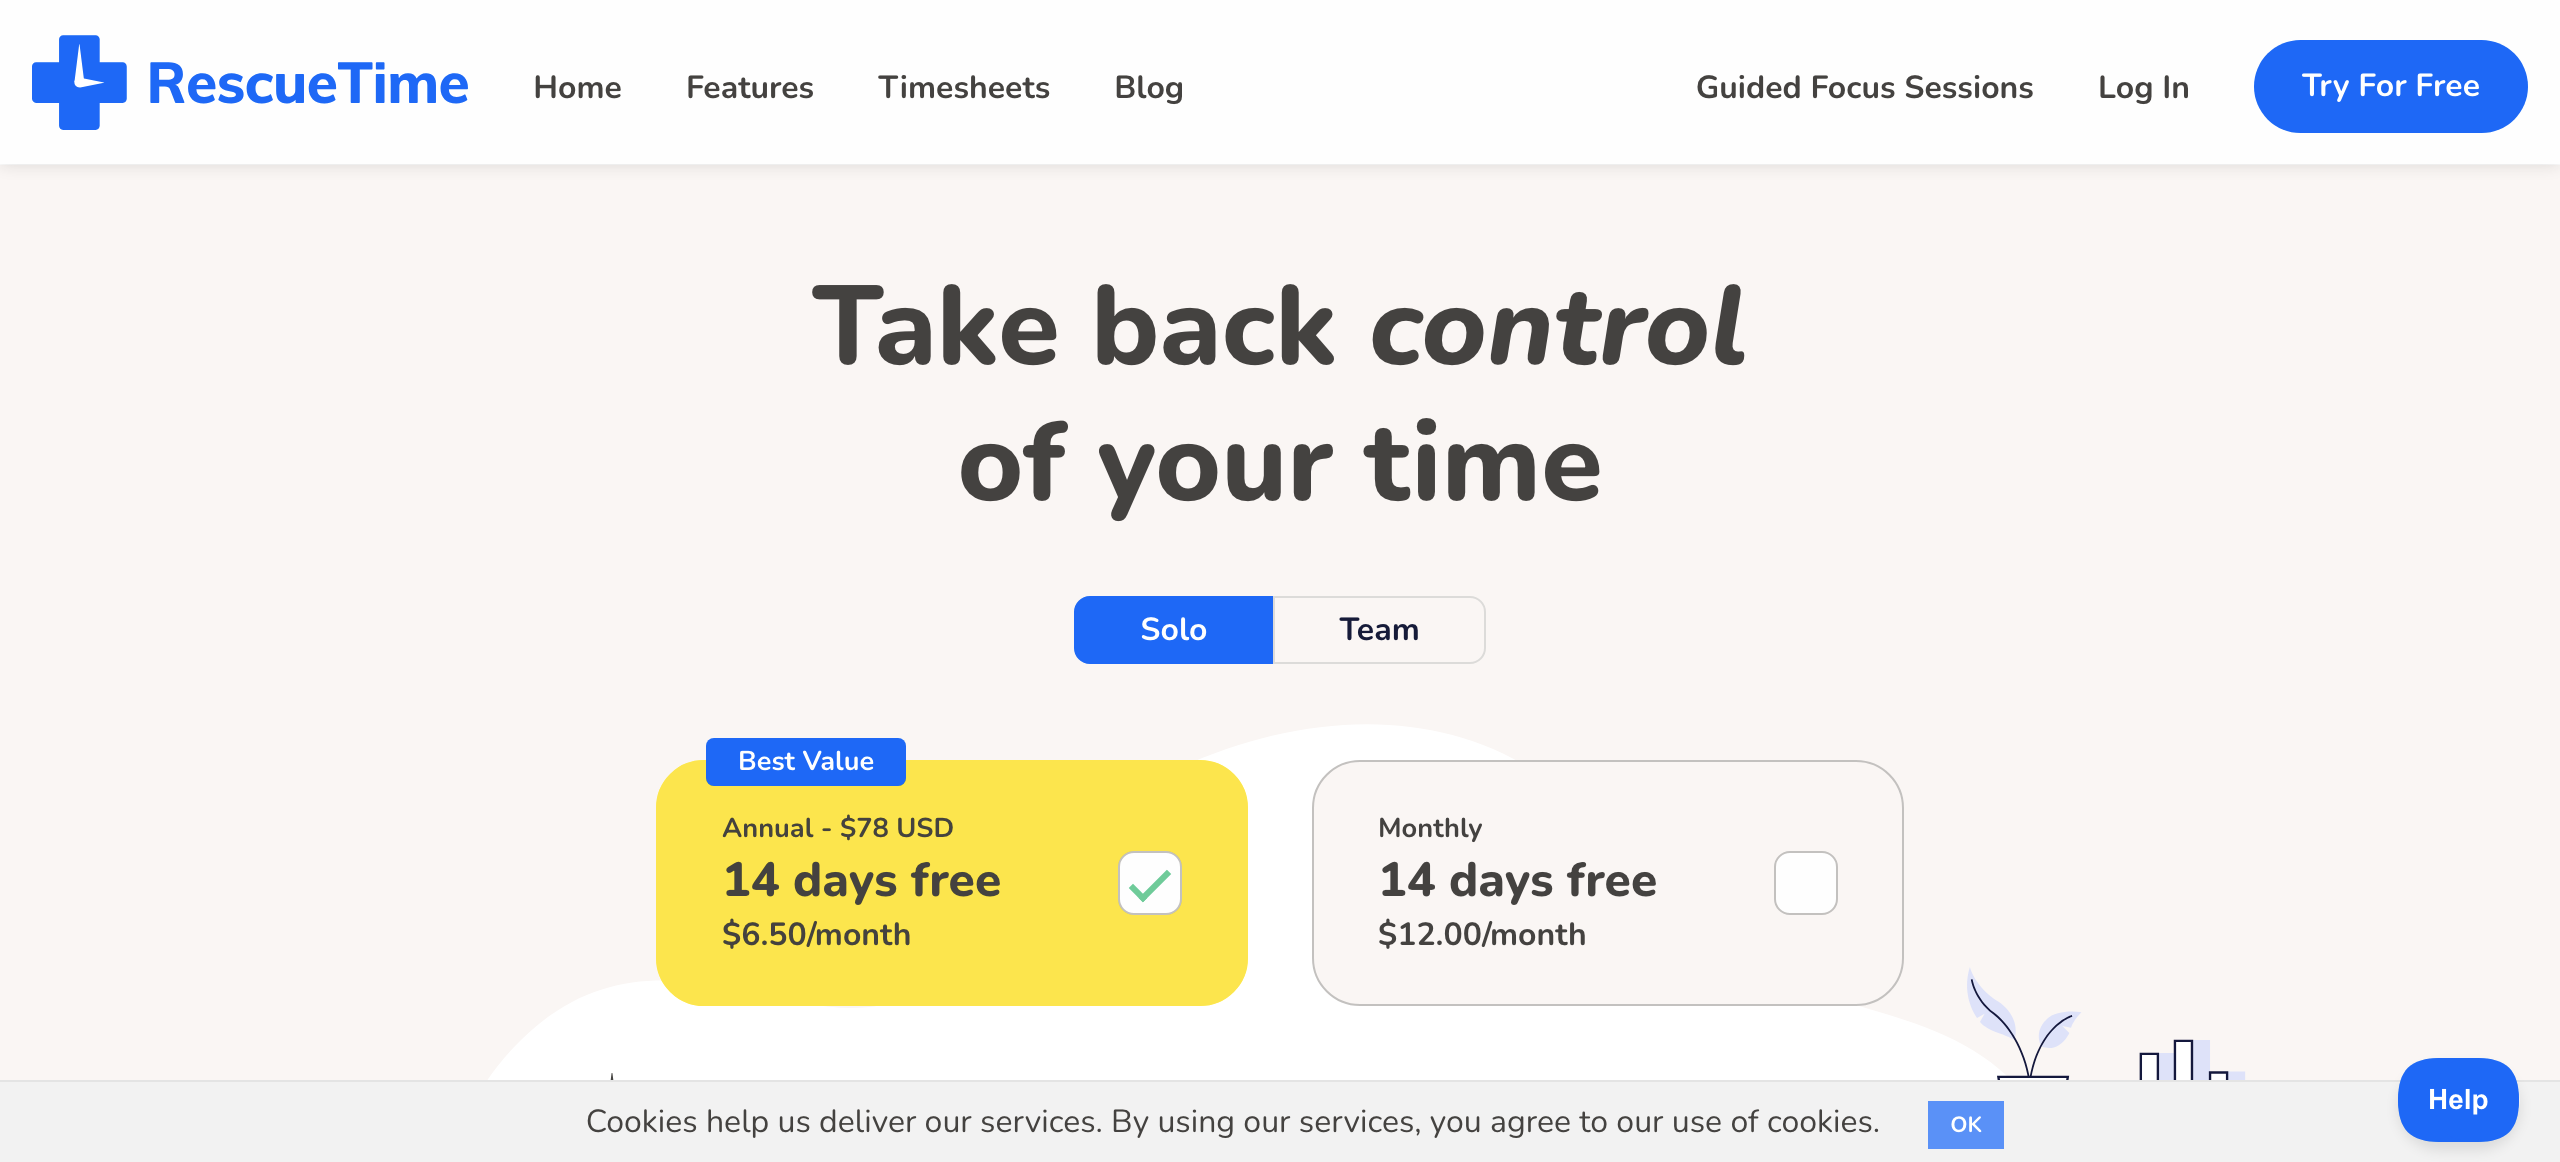 RescueTime Home Features Timesheets Blog Guided Focus Sessions Log In Try For Free
Take back control
of your time
Solo Team
Best Value
Annual - $78 USD
14 days free
$6.50/month
Monthly
14 days free
$12.00/month
Cookies help us deliver our services. By using our services, you agree to our use of cookies. OK
Help